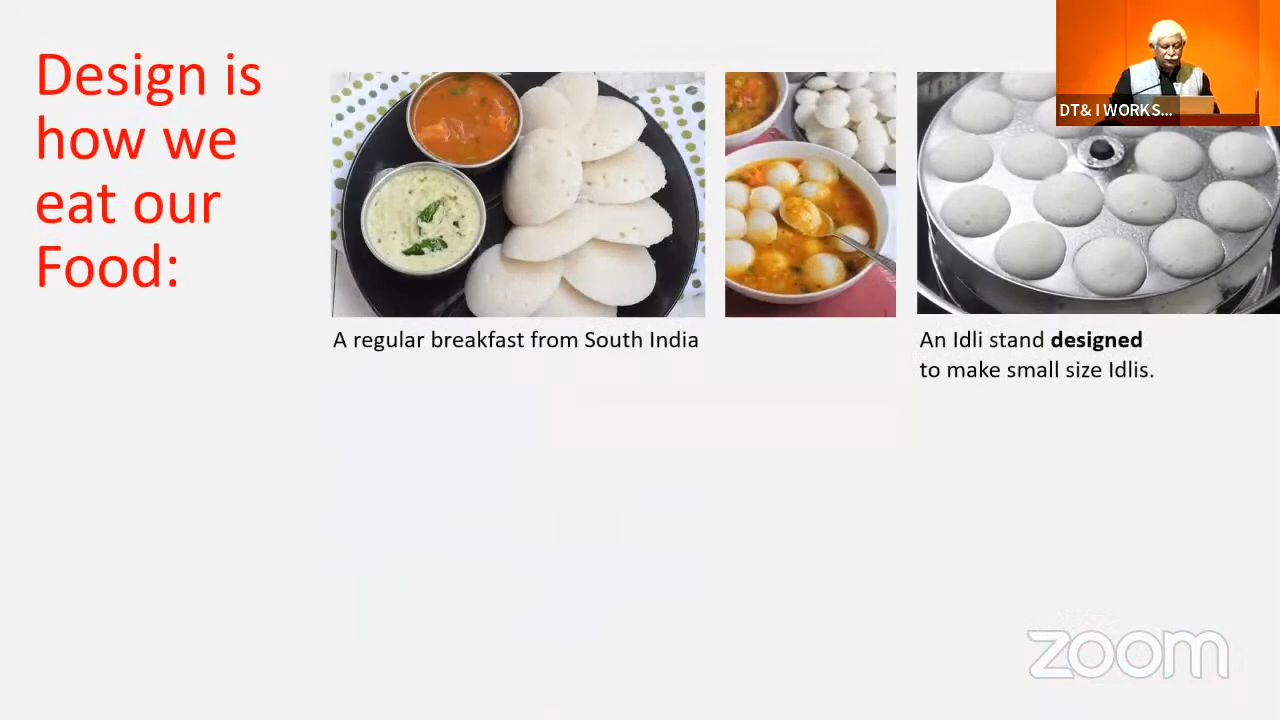 Design is
how we
eat our
Food:
DT& I WORKS...
A regular breakfast from South India
An Idli stand designed
to make small size Idlis.
zoom